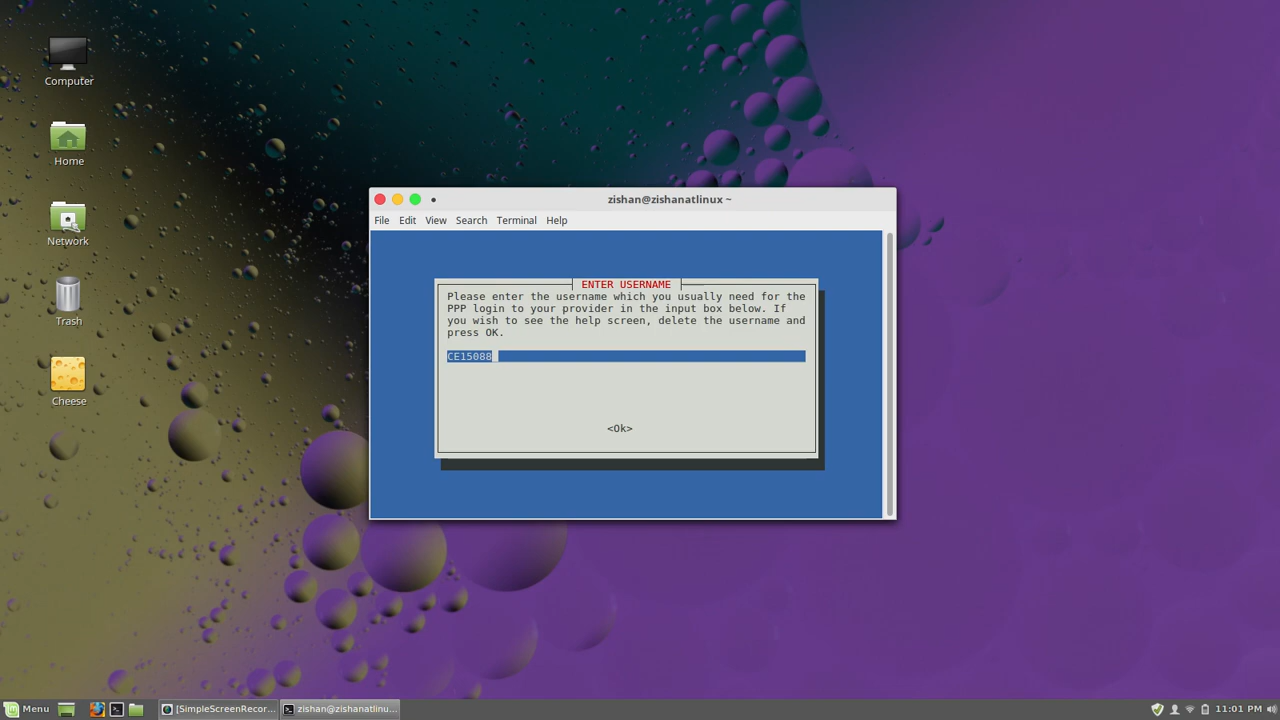 Computer
Home
Network
Trash
Cheese
zishan@zishanatlinux ~
File Edit View Search Terminal Help
ENTER USERNAME
Please enter the username which you usually need for the
PPP login to your provider in the input box below. If
you wish to see the help screen, delete the username and
press OK.
CE15088
<Ok>
Menu
[SimpleScreenRecor...
zishan@zishanatlinu...
11:01 PM